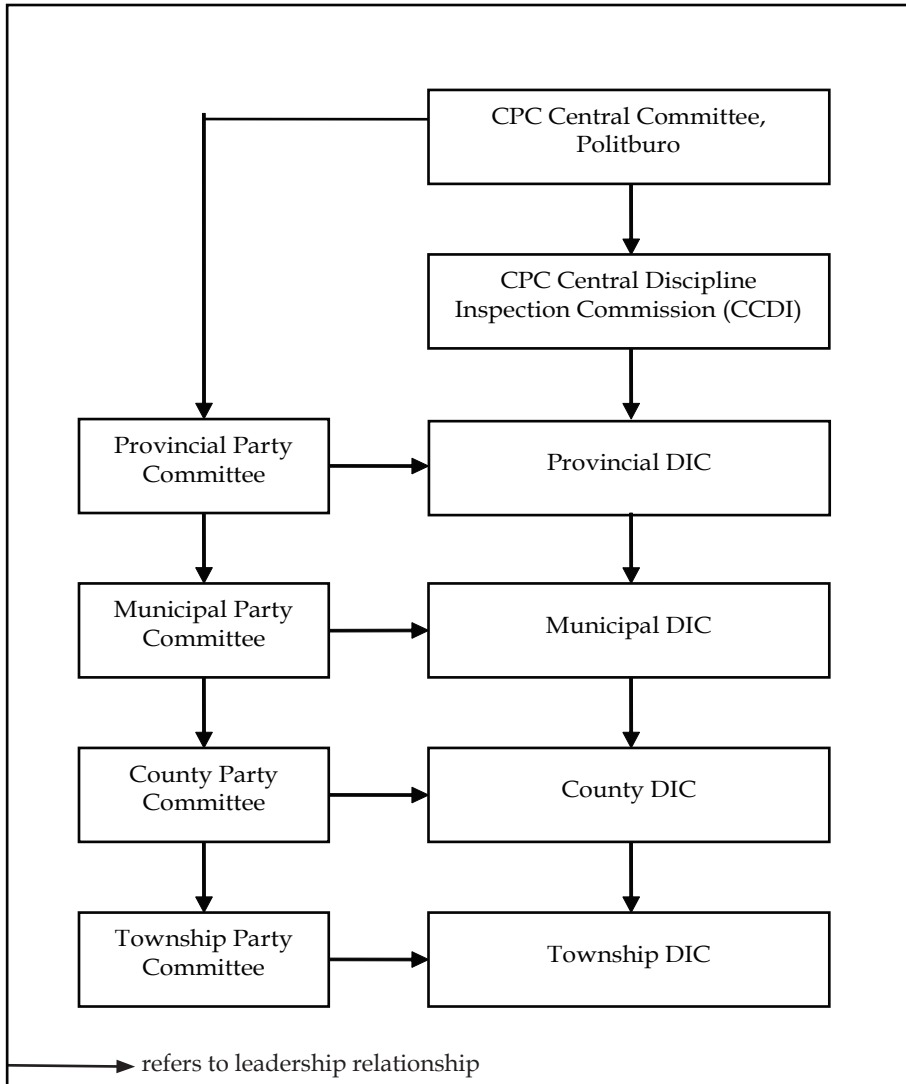 CPC Central Committee,
Politburo
CPC Central Discipline
Inspection Commission (CCDI)
Provincial Party
Committee
Provincial DIC
Municipal Party
Committee
Municipal DIC
County Party
Committee
County DIC
Township Party
Committee
Township DIC
refers to leadership relationship